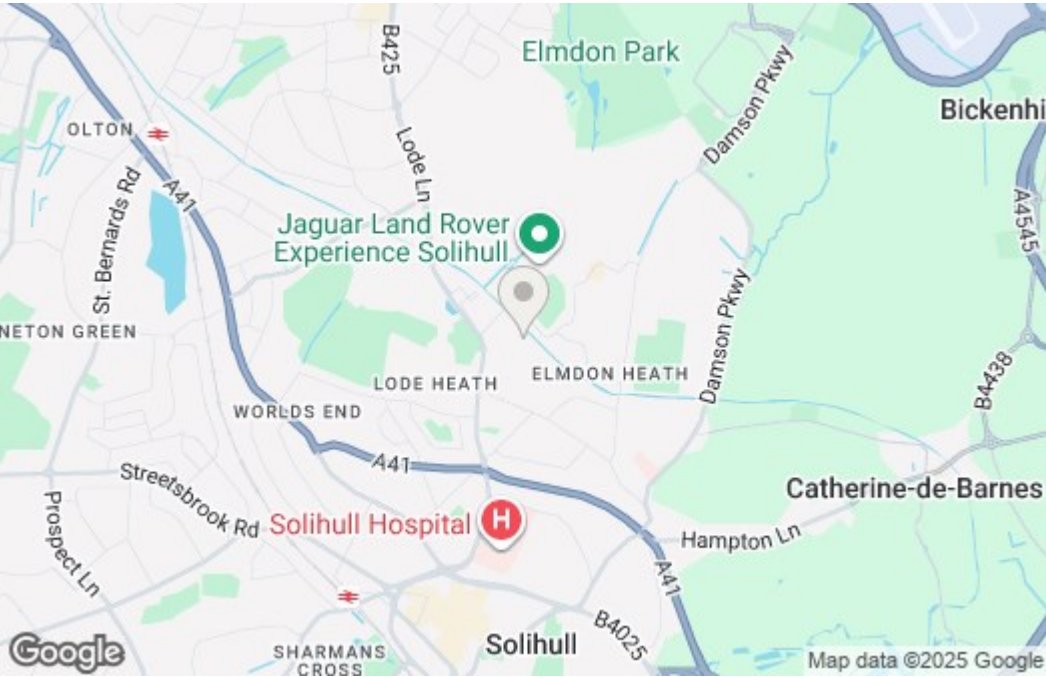 B425
Elmdon Park
Damson Pkwy
Bickenhi
OLTON
Lode Ln
A41
St. Bernards Rd
A4545
Jaguar Land Rover
Experience Solihull
Damson Pkwy
NETON GREEN
LODE HEATH
ELMDON HEATH
B4438
WORLDS END
A41
Streetsbrook Rd
Catherine-de-Barnes
Prospect Ln
Solihull Hospital
H
Hampton Ln
A41
B4025
Solihull
SHARMANS
CROSS
Google
Map data ©2025 Google